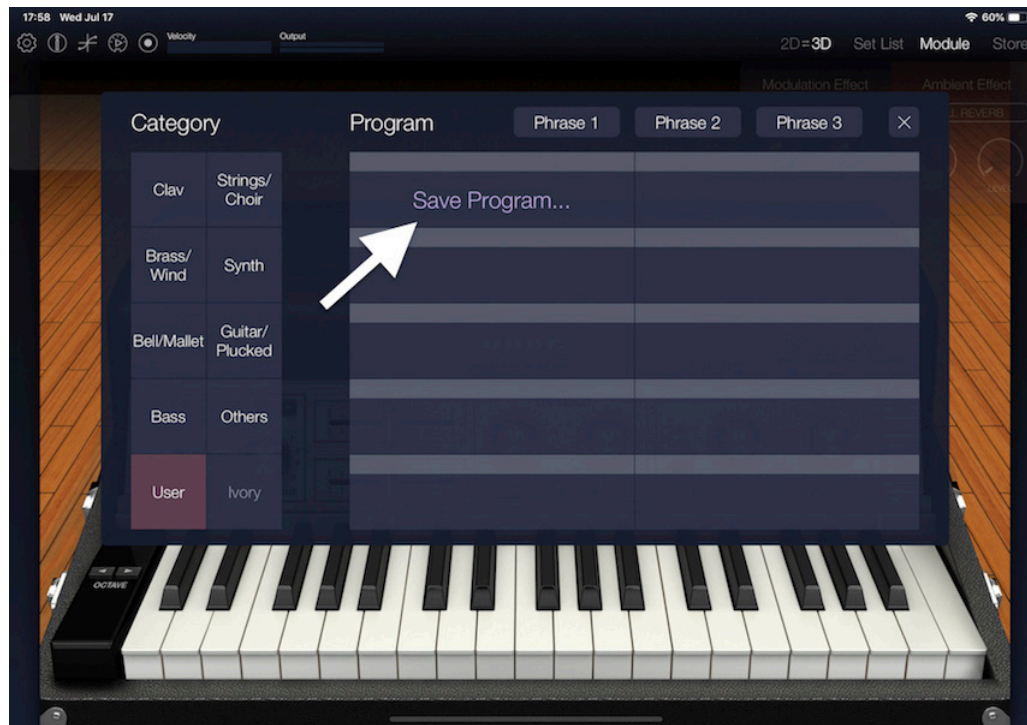 17:58 Wed Jul 17
60%
Velocity
Output
2D=3D
Set List
Module
Store
Modulation Effect
Ambient Effect
REVERB
Category
Program
Phrase 1
Phrase 2
Phrase 3
Clav
Strings/
Choir
Save Program...
Brass/
Wind
Synth
Bell/Mallet
Guitar/
Plucked
Bass
Others
User
Ivory
OCTAVE